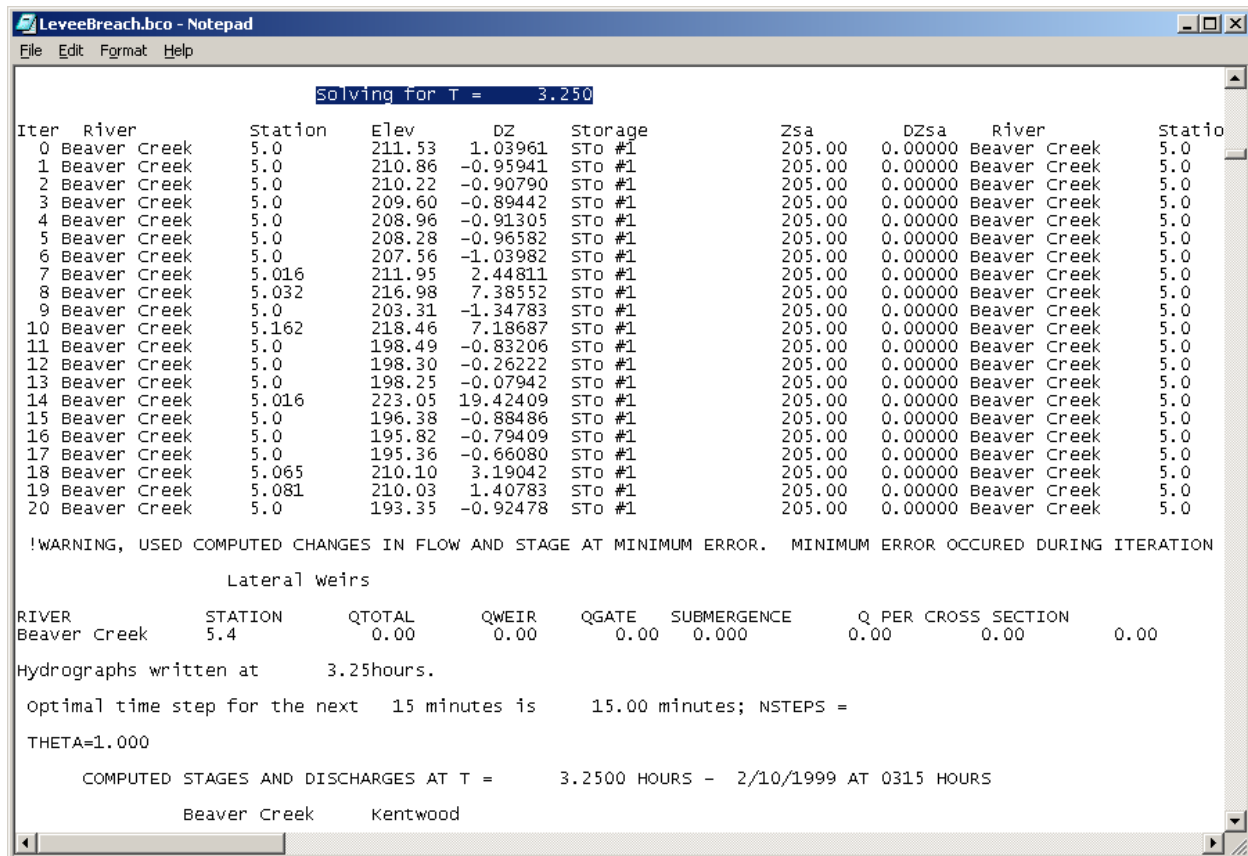 LeveeBreach.bco - Notepad
File Edit Format Help
Solving for T = 3.250
Iter River Station Elev DZ Storage Zsa DZsa River Statio
0 Beaver Creek 5.0 211.53 1.03961 STo #1 205.00 0.00000 Beaver Creek 5.0
1 Beaver Creek 5.0 210.86 -0.95941 STo #1 205.00 0.00000 Beaver Creek 5.0
2 Beaver Creek 5.0 210.22 -0.90790 STo #1 205.00 0.00000 Beaver Creek 5.0
3 Beaver Creek 5.0 209.60 -0.89442 STo #1 205.00 0.00000 Beaver Creek 5.0
4 Beaver Creek 5.0 208.96 -0.91305 STo #1 205.00 0.00000 Beaver Creek 5.0
5 Beaver Creek 5.0 208.28 -0.96582 STo #1 205.00 0.00000 Beaver Creek 5.0
6 Beaver Creek 5.0 207.56 -1.03982 STo #1 205.00 0.00000 Beaver Creek 5.0
7 Beaver Creek 5.016 211.95 2.44811 STo #1 205.00 0.00000 Beaver Creek 5.0
8 Beaver Creek 5.032 216.98 7.38552 STo #1 205.00 0.00000 Beaver Creek 5.0
9 Beaver Creek 5.0 203.31 -1.34783 STo #1 205.00 0.00000 Beaver Creek 5.0
10 Beaver Creek 5.162 218.46 7.18687 STo #1 205.00 0.00000 Beaver Creek 5.0
11 Beaver Creek 5.0 198.49 -0.83206 STo #1 205.00 0.00000 Beaver Creek 5.0
12 Beaver Creek 5.0 198.30 -0.26222 STo #1 205.00 0.00000 Beaver Creek 5.0
13 Beaver Creek 5.0 198.25 -0.07942 STo #1 205.00 0.00000 Beaver Creek 5.0
14 Beaver Creek 5.016 223.05 19.42409 STo #1 205.00 0.00000 Beaver Creek 5.0
15 Beaver Creek 5.0 196.38 -0.88486 STo #1 205.00 0.00000 Beaver Creek 5.0
16 Beaver Creek 5.0 195.82 -0.79409 STo #1 205.00 0.00000 Beaver Creek 5.0
17 Beaver Creek 5.0 195.36 -0.66080 STo #1 205.00 0.00000 Beaver Creek 5.0
18 Beaver Creek 5.065 210.10 3.19042 STo #1 205.00 0.00000 Beaver Creek 5.0
19 Beaver Creek 5.081 210.03 1.40783 STo #1 205.00 0.00000 Beaver Creek 5.0
20 Beaver Creek 5.0 193.35 -0.92478 STo #1 205.00 0.00000 Beaver Creek 5.0
!WARNING, USED COMPUTED CHANGES IN FLOW AND STAGE AT MINIMUM ERROR. MINIMUM ERROR OCCURED DURING ITERATION
Lateral Weirs
RIVER STATION QTOTAL QWEIR QGATE SUBMERGENCE Q PER CROSS SECTION
Beaver Creek 5.4 0.00 0.00 0.00 0.000 0.00 0.00 0.00
Hydrographs written at 3.25hours.
Optimal time step for the next 15 minutes is 15.00 minutes; NSTEPS =
THETA=1.000
COMPUTED STAGES AND DISCHARGES AT T = 3.2500 HOURS - 2/10/1999 AT 0315 HOURS
Beaver Creek Kentwood